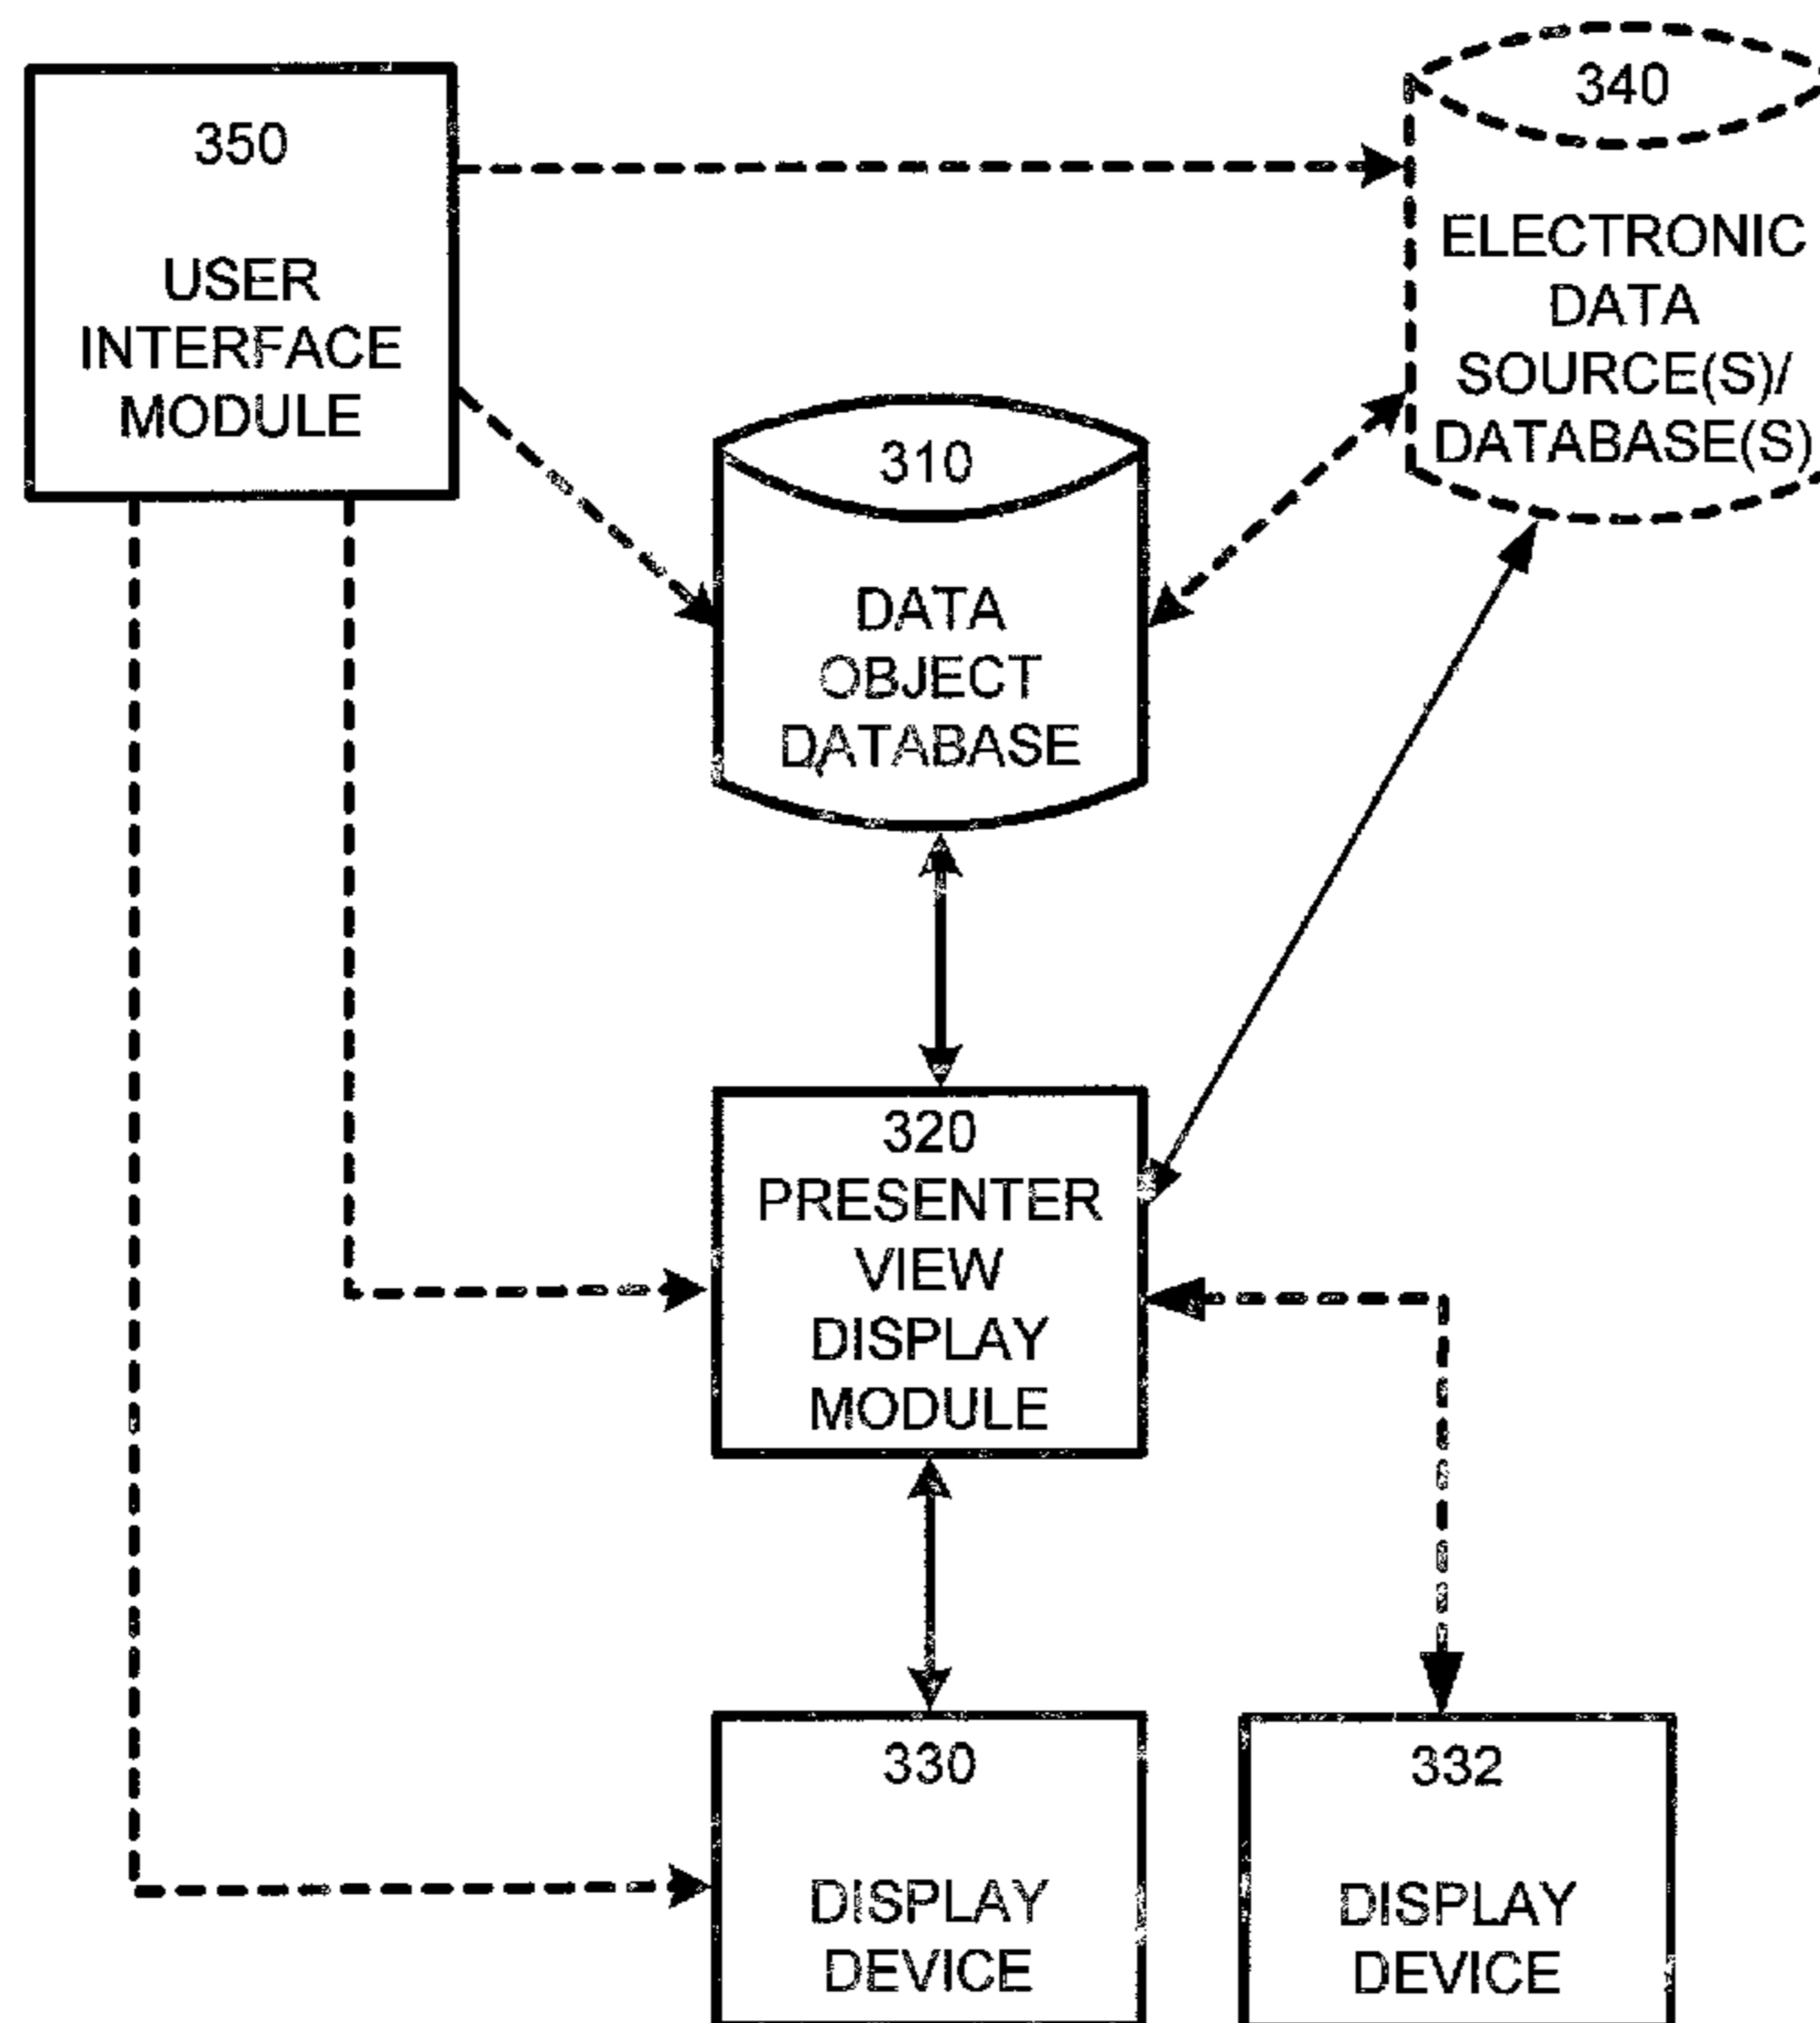 350
USER
INTERFACE
MODULE
340
ELECTRONIC
DATA
SOURCE(S)/
DATABASE(S)
310
DATA
OBJECT
DATABASE
320
PRESENTER
VIEW
DISPLAY
MODULE
330
DISPLAY
DEVICE
332
DISPLAY
DEVICE